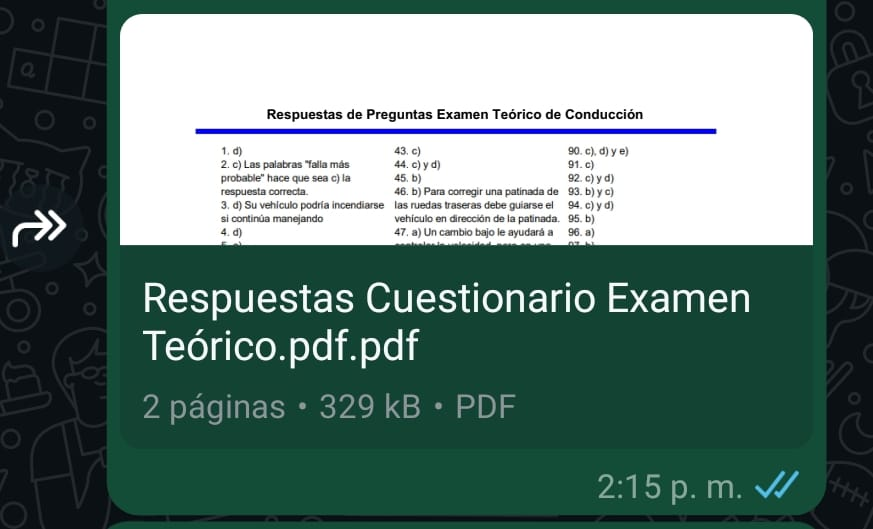 Respuestas de Preguntas Examen Teórico de Conducción
1. d)
2. c) Las palabras "falla más
probable" hace que sea c) la
respuesta correcta.
3. d) Su vehículo podría incendiarse
si continúa manejando
4. d)
43. c)
44. c) y d)
45. b)
46. b) Para corregir una patinada de
las ruedas traseras debe guiarse el
vehículo en dirección de la patinada.
47. a) Un cambio bajo le ayudará a
90. c), d) y e)
91. c)
92. c) y d)
93. b) y c)
94. c) y d)
95. b)
96. a)
Respuestas Cuestionario Examen
Teórico.pdf.pdf
2 páginas • 329 kB • PDF
2:15 p. m.